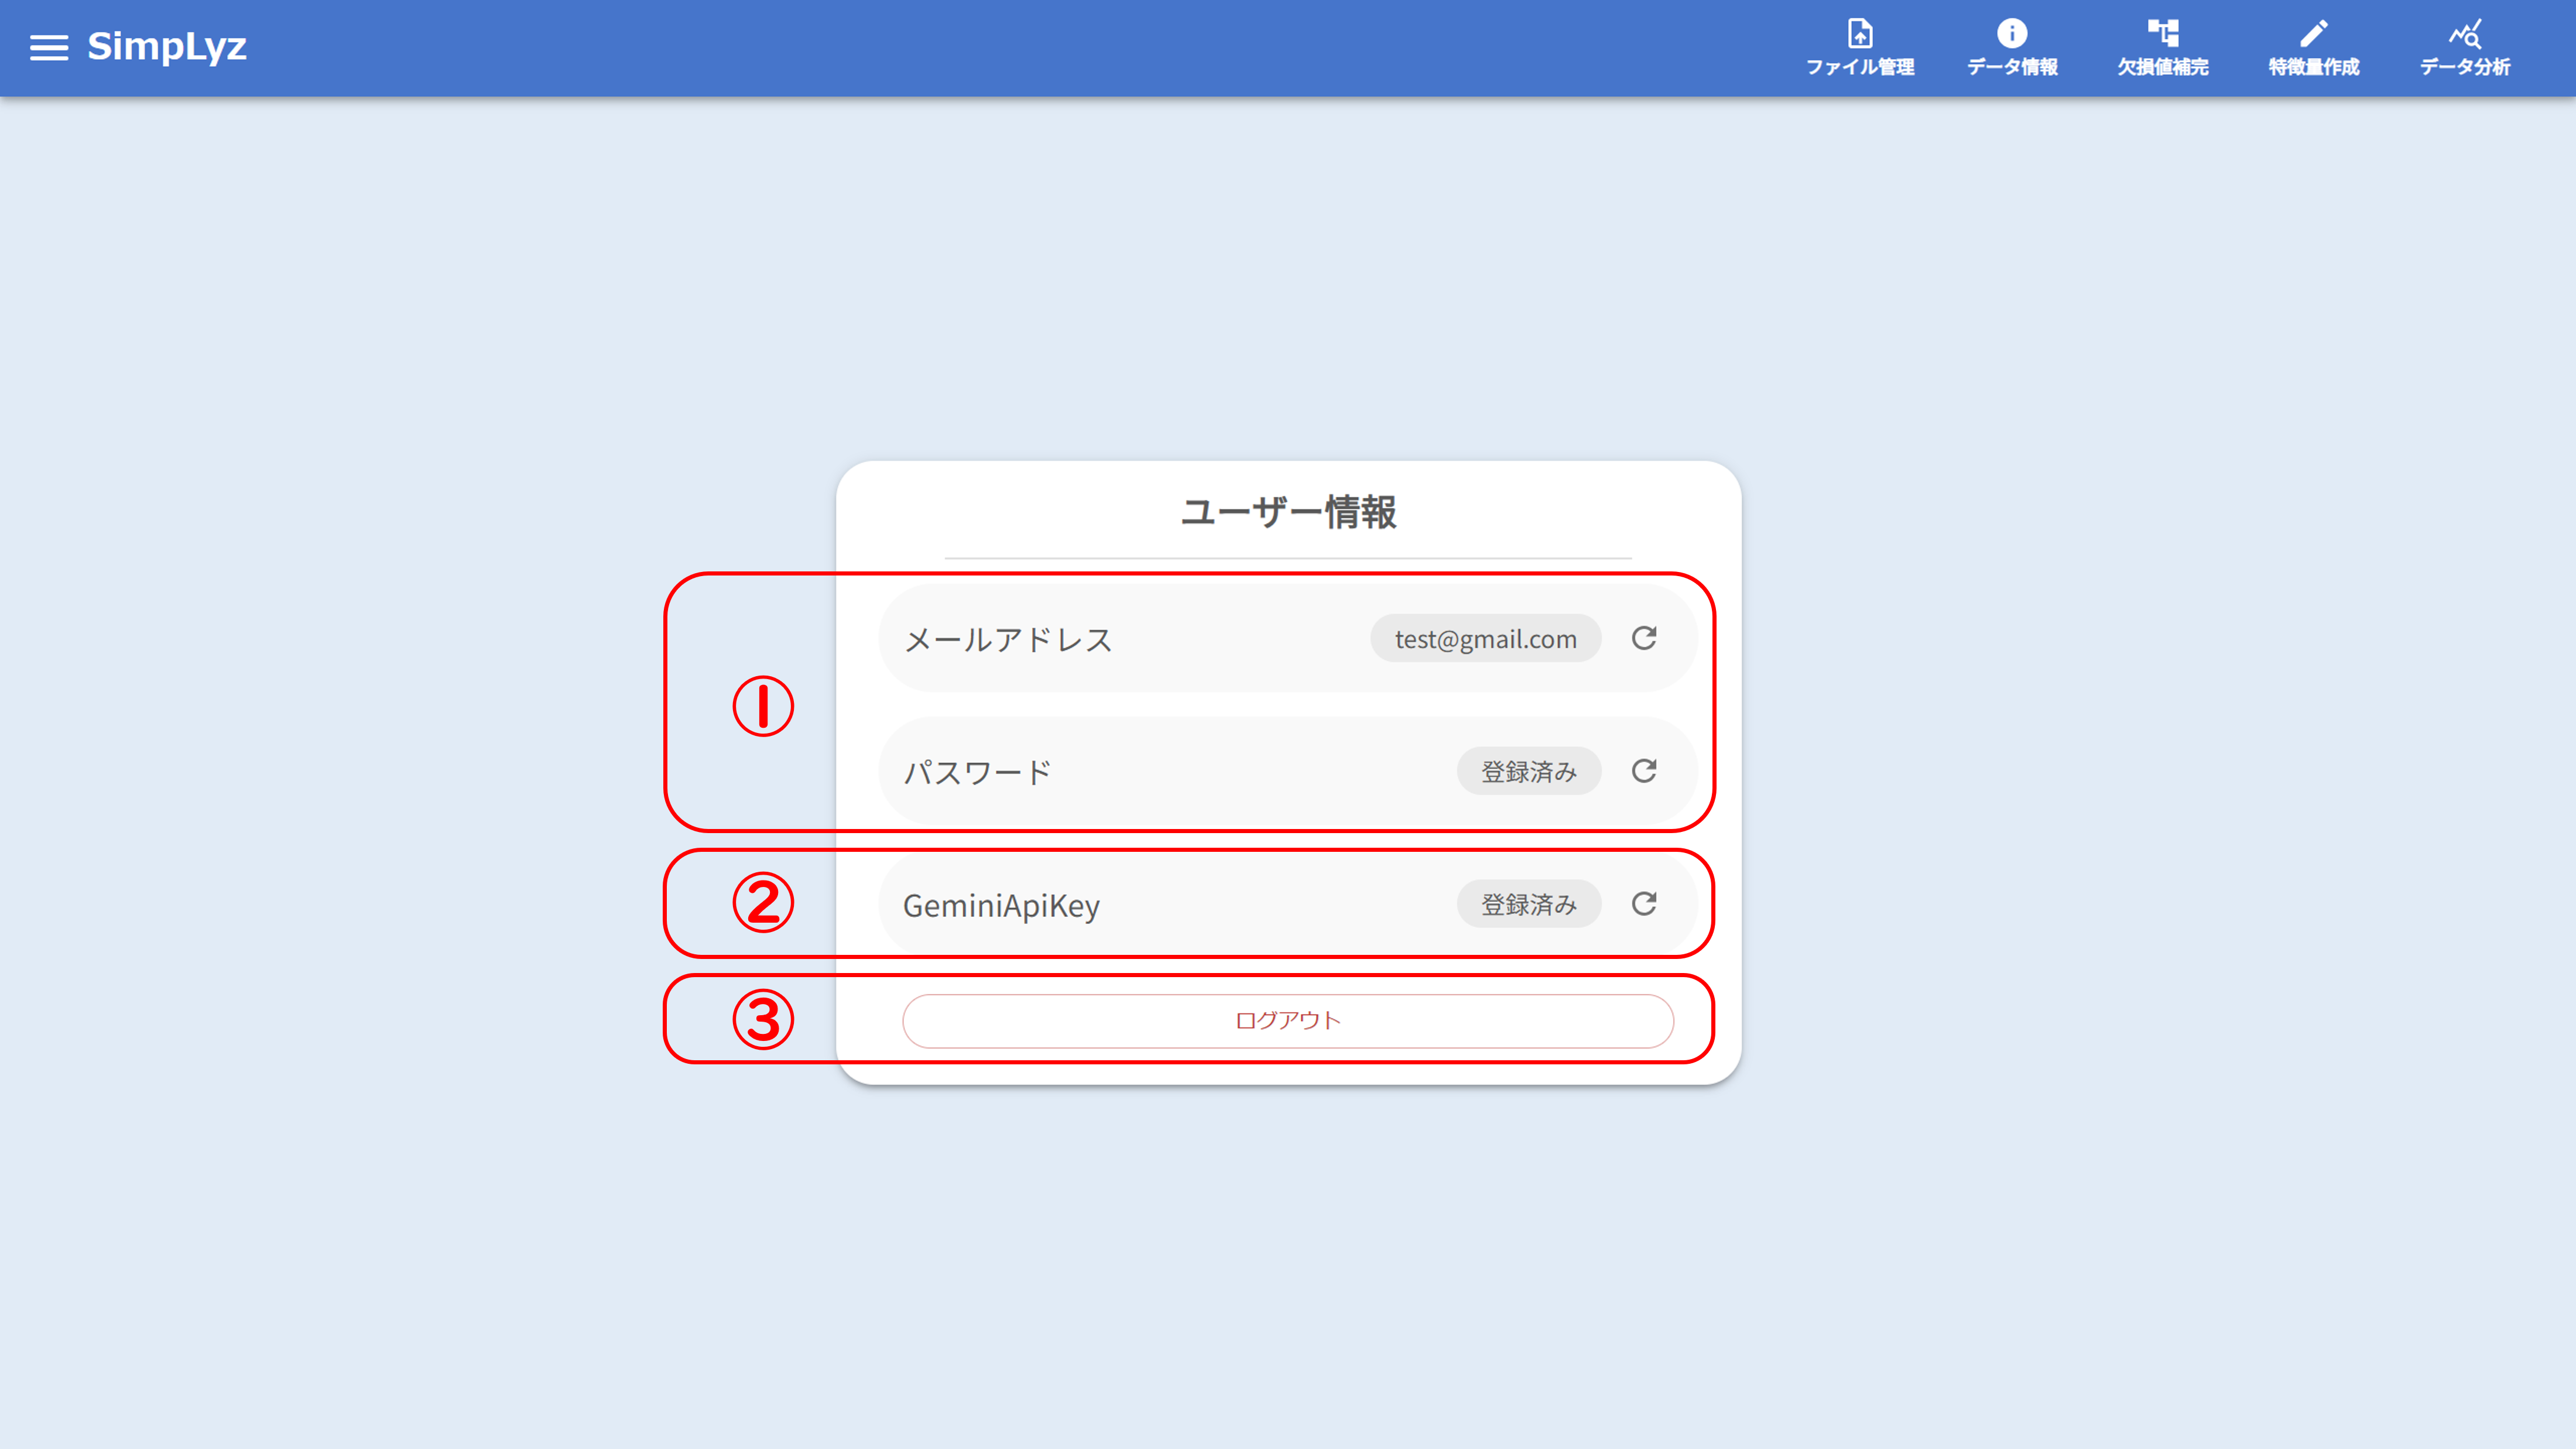 SimpLyz
ファイル管理 データ情報 欠損値補完 特徴量作成 データ分析
ユーザー情報
メールアドレス test@gmail.com
①
パスワード 登録済み
② GeminiApiKey 登録済み
③ ログアウト